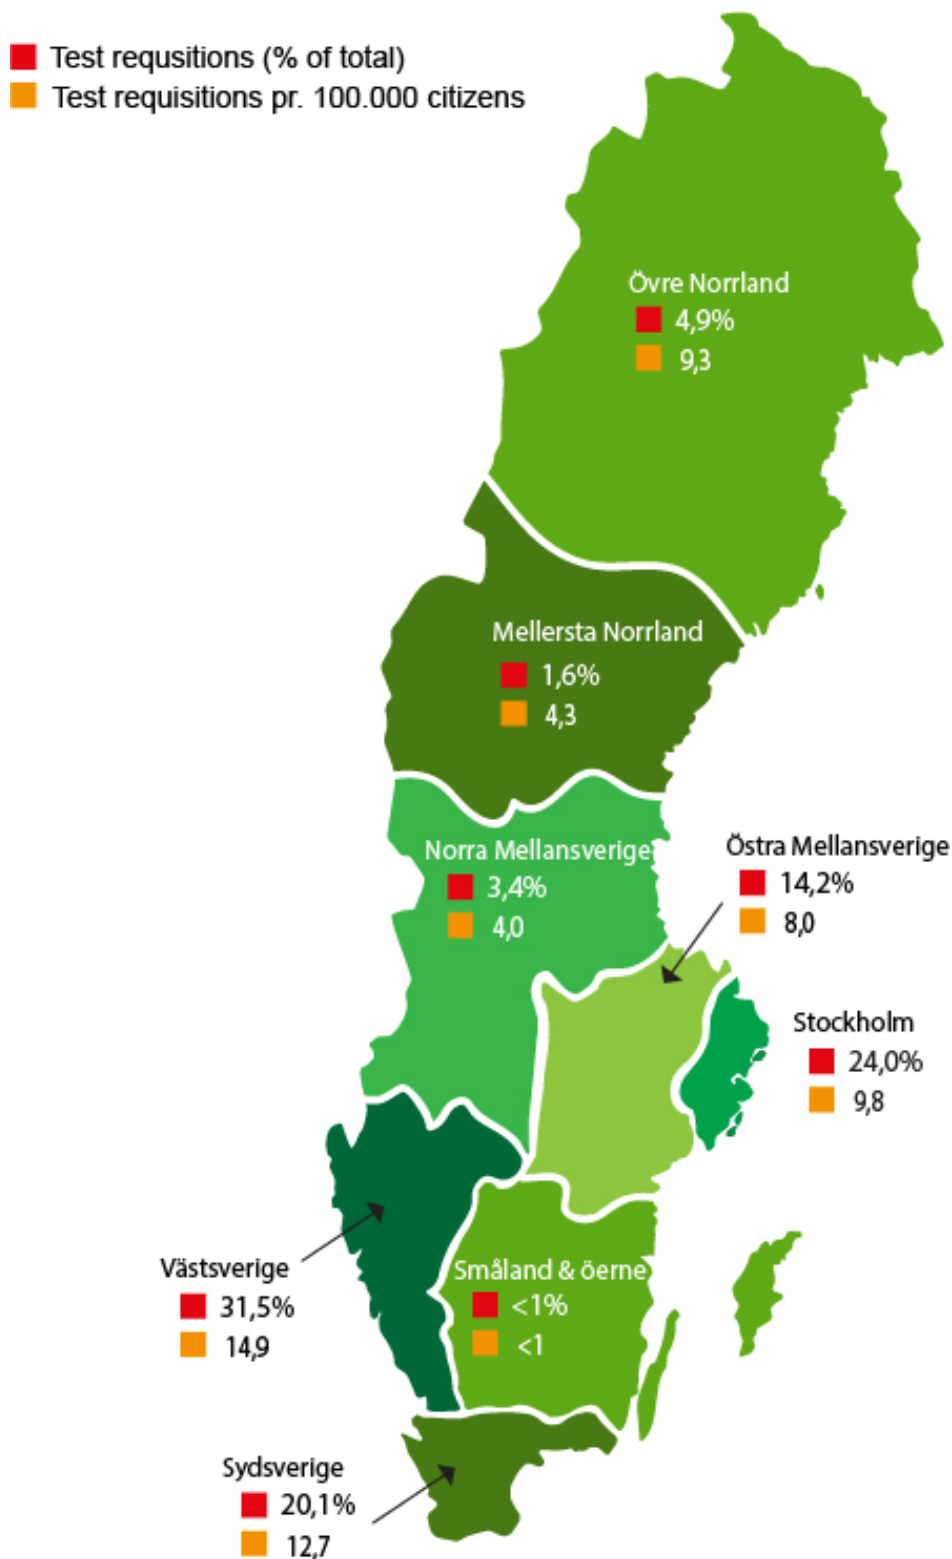 Test requsitions (% of total)
Test requisitions pr. 100.000 citizens
Övre Norrland
4,9%
9,3
Mellersta Norrland
1,6%
4,3
Norra Mellansverige
3,4%
4,0
Östra Mellansverige
14,2%
8,0
Stockholm
24,0%
9,8
Västsverige
31,5%
14,9
Småland & öerne
<1%
<1
Sydsverige
20,1%
12,7